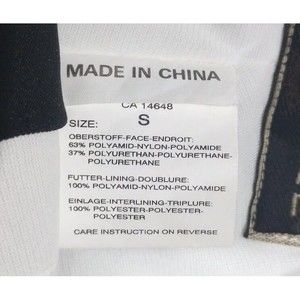 MADE IN CHINA
CA 14648
SIZE: S
OBERSTOFF-FACE-ENDROIT:
63% POLYAMID-NYLON-POLYAMIDE
37% POLYURETHAN-POLYURETHANE-
POLYURETHANE
FUTTER-LINING-DOUBLURE:
100% POLYAMID-NYLON-POLYAMIDE
EINLAGE-INTERLINING-TRIPLURE:
100% POLYESTER-POLYESTER-
POLYESTER
CARE INSTRUCTION ON REVERSE